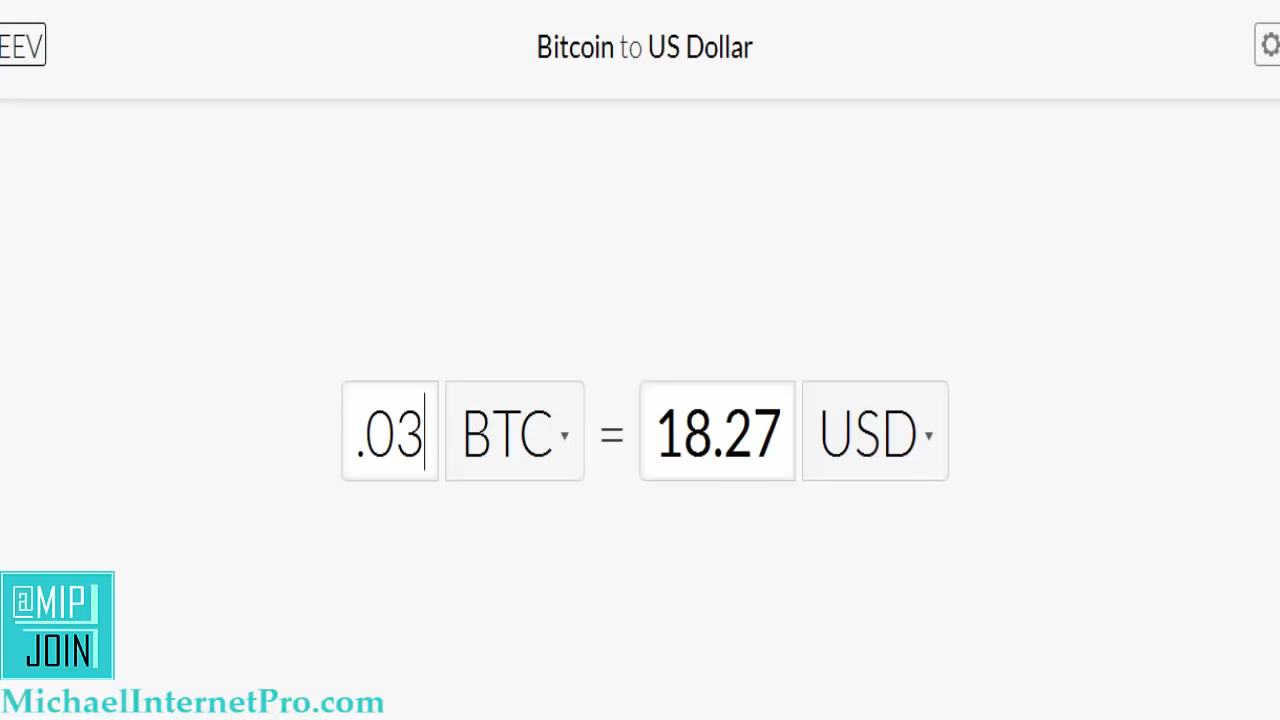 EEV
Bitcoin to US Dollar
.03 BTC = 18.27 USD
@MIP
JOIN
MichaelInternetPro.com